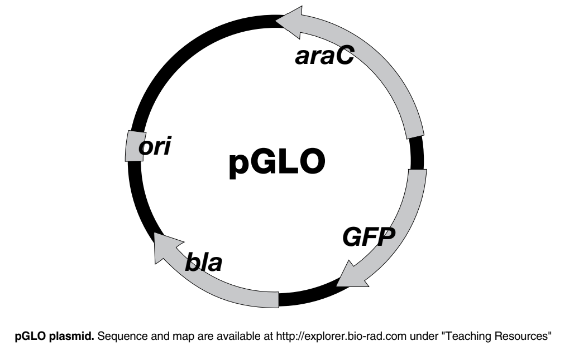 araC
ori
pGLO
GFP
bla
pGLO plasmid. Sequence and map are available at http://explorer.bio-rad.com under "Teaching Resources"